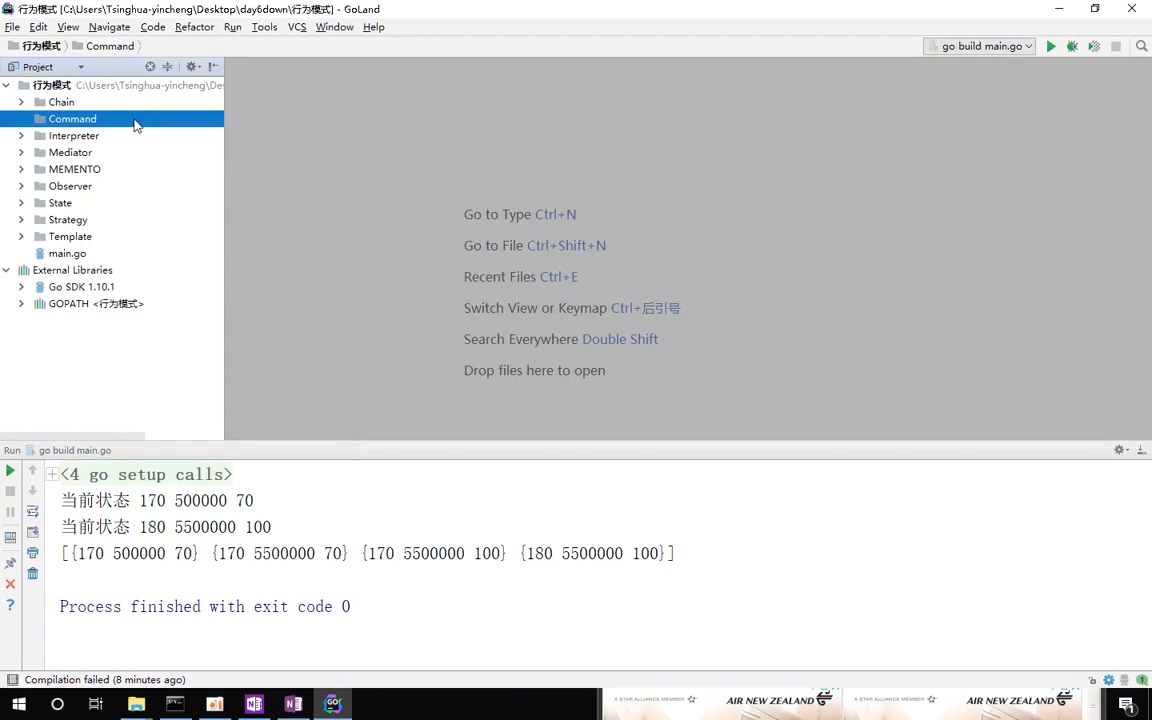 行为模式 [C:\Users\Tsinghua-yincheng\Desktop\day6down\行为模式] - GoLand
File Edit View Navigate Code Refactor Run Tools VCS Window Help
行为模式 Command go build main.go
Project
行为模式 C:\Users\Tsinghua-yincheng\De
Chain
Command
Interpreter
Mediator
MEMENTO
Observer
State
Strategy
Template
main.go
External Libraries
Go SDK 1.10.1
GOPATH <行为模式>
Go to Type Ctrl+N
Go to File Ctrl+Shift+N
Recent Files Ctrl+E
Switch View or Keymap Ctrl+后引号
Search Everywhere Double Shift
Drop files here to open
Run go build main.go
<4 go setup calls>
当前状态 170 500000 70
当前状态 180 5500000 100
[{170 500000 70} {170 5500000 70} {170 5500000 100} {180 5500000 100}]
Process finished with exit code 0
Compilation failed (8 minutes ago)
A STAR ALLIANCE MEMBER AIR NEW ZEALAND A STAR ALLIANCE MEMBER AIR NEW ZEALAND